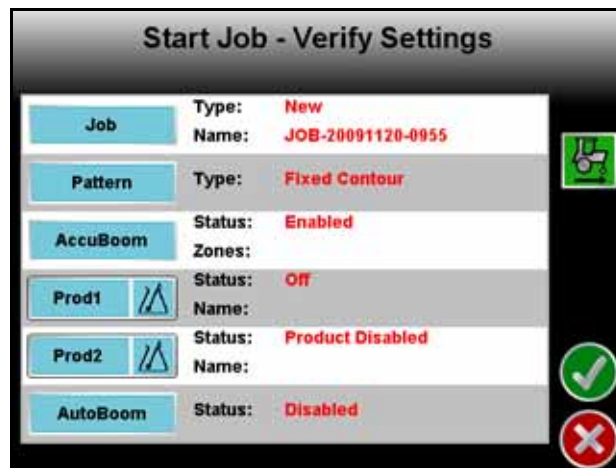 Start Job - Verify Settings
Job
Type: New
Name: JOB-20091120-0955
Pattern
Type: Fixed Contour
AccuBoom
Status: Enabled
Zones:
Prod1
Status: Off
Name:
Prod2
Status: Product Disabled
Name:
AutoBoom
Status: Disabled